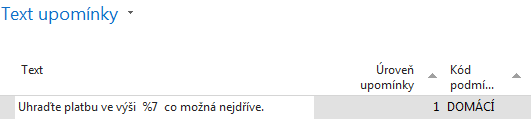 Text upomínky
Text Úroveň upomínky Kód podmí...
Uhraďte platbu ve výši %7 co možná nejdříve. 1 DOMÁCÍ